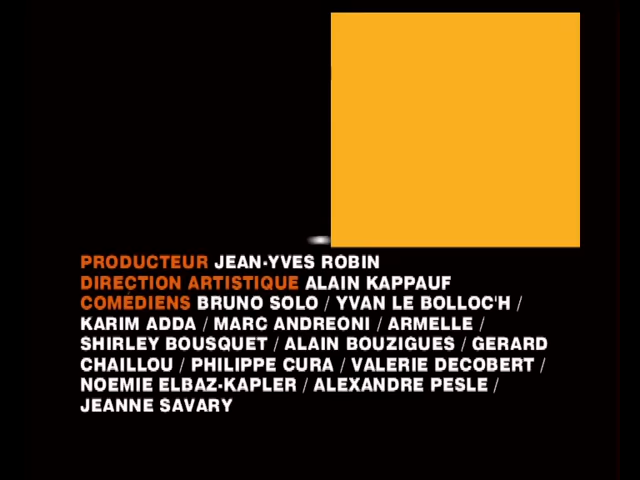 PRODUCTEUR JEAN-YVES ROBIN
DIRECTION ARTISTIQUE ALAIN KAPPAUF
COMÉDIENS BRUNO SOLO / YVAN LE BOLLOC'H /
KARIM ADDA / MARC ANDREONI / ARMELLE /
SHIRLEY BOUSQUET / ALAIN BOUZIGUES / GERARD
CHAILLOU / PHILIPPE CURA / VALERIE DECOBERT /
NOEMIE ELBAZ-KAPLER / ALEXANDRE PESLE /
JEANNE SAVARY